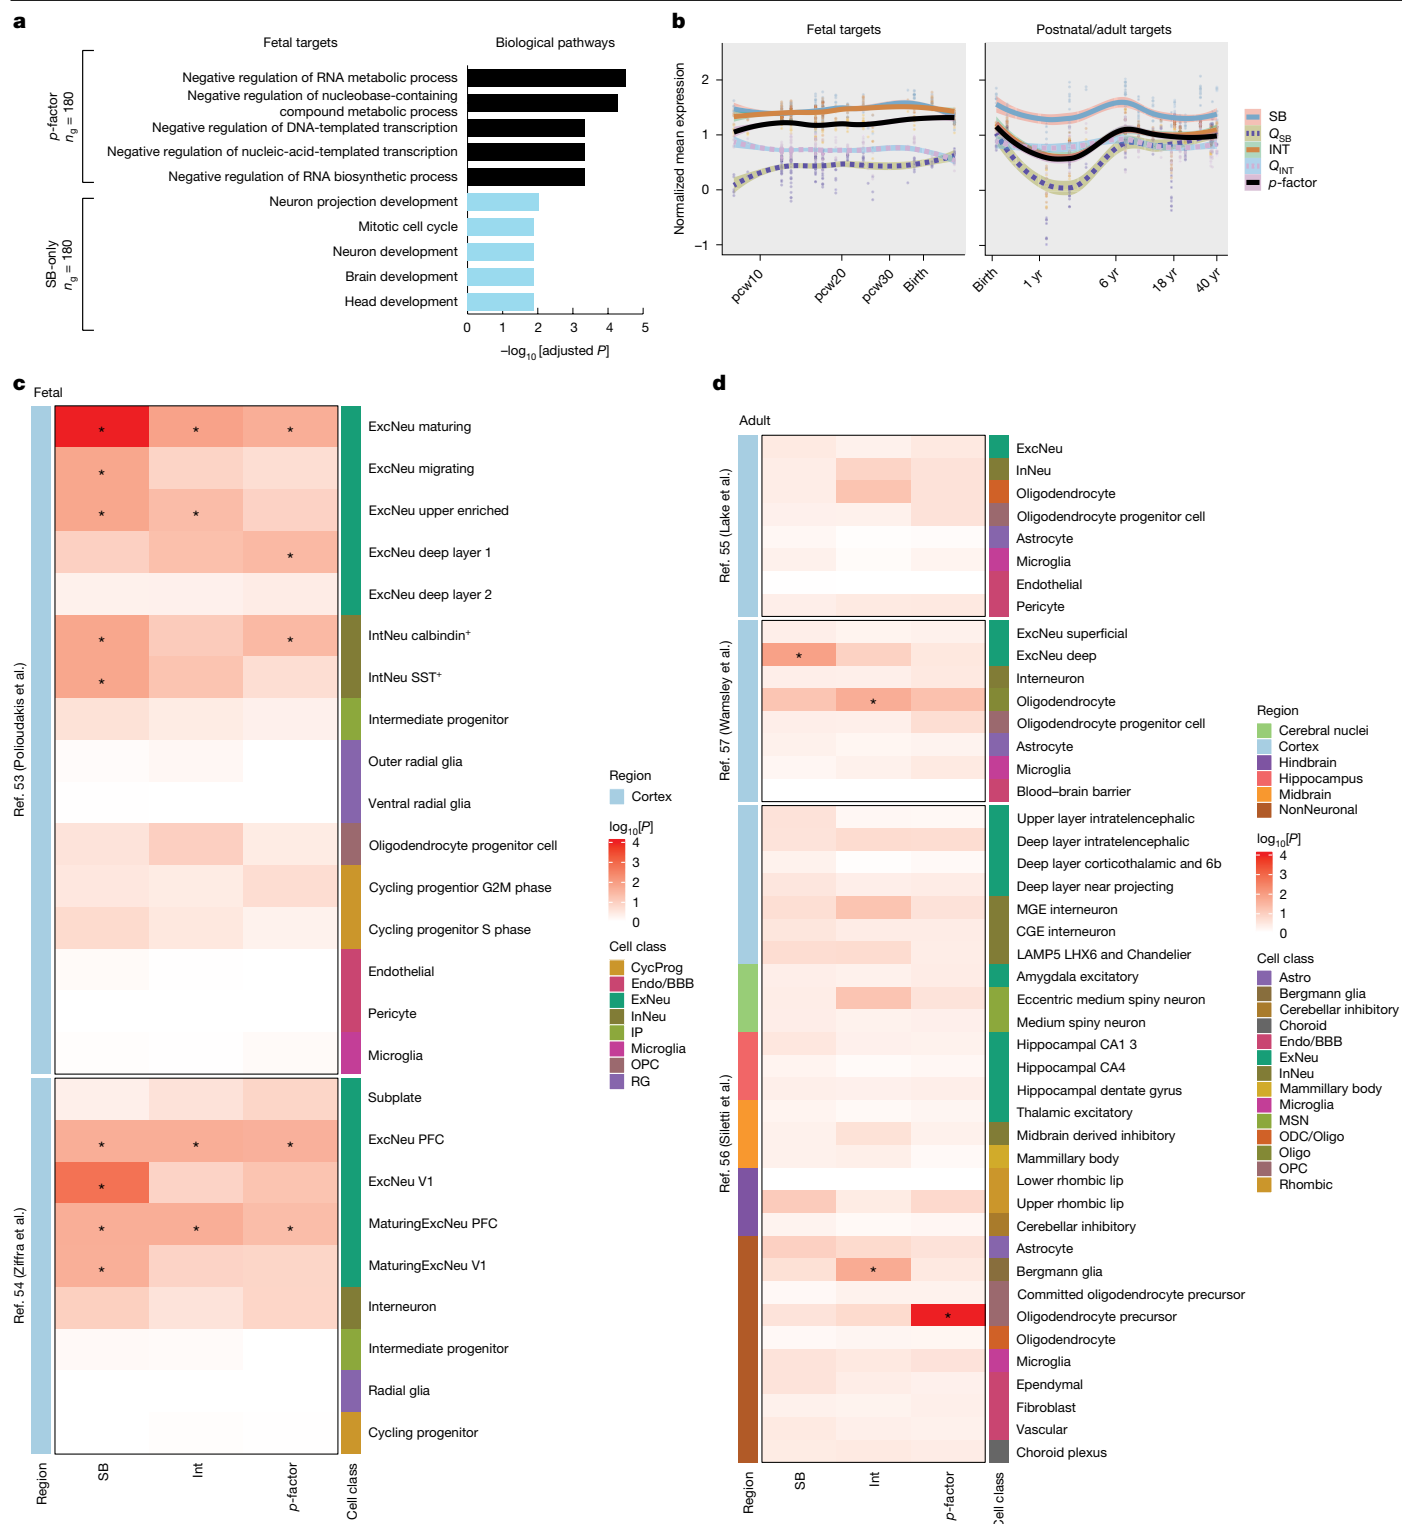 a
Fetal targets
Biological pathways
p-factor
ng = 180
Negative regulation of RNA metabolic process
Negative regulation of nucleobase-containing
compound metabolic process
Negative regulation of DNA-templated transcription
Negative regulation of nucleic-acid-templated transcription
Negative regulation of RNA biosynthetic process
SB-only
ng = 180
Neuron projection development
Mitotic cell cycle
Neuron development
Brain development
Head development
0 1 2 3 4 5
–log10 [adjusted P]
b
Fetal targets
Postnatal/adult targets
Normalized mean expression
2
1
0
–1
pcw10 pcw20 pcw30 Birth
Birth 1 yr 6 yr 18 yr 40 yr
SB
QSB
INT
QINT
p-factor
c
Fetal
Ref. 53 (Polioudakis et al.)
* * * ExcNeu maturing
* ExcNeu migrating
* * ExcNeu upper enriched
* ExcNeu deep layer 1
ExcNeu deep layer 2
* * IntNeu calbindin+
* IntNeu SST+
Intermediate progenitor
Outer radial glia
Ventral radial glia
Oligodendrocyte progenitor cell
Cycling progentior G2M phase
Cycling progenitor S phase
Endothelial
Pericyte
Microglia
Ref. 54 (Ziffra et al.)
Subplate
* * * ExcNeu PFC
* ExcNeu V1
* * * MaturingExcNeu PFC
* MaturingExcNeu V1
Interneuron
Intermediate progenitor
Radial glia
Cycling progenitor
Region SB Int p-factor Cell class
Region
Cortex
log10[P]
4
3
2
1
0
Cell class
CycProg
Endo/BBB
ExNeu
InNeu
IP
Microglia
OPC
RG
d
Adult
Ref. 55 (Lake et al.)
ExcNeu
InNeu
Oligodendrocyte
Oligodendrocyte progenitor cell
Astrocyte
Microglia
Endothelial
Pericyte
Ref. 57 (Wamsley et al.)
ExcNeu superficial
* ExcNeu deep
Interneuron
* Oligodendrocyte
Oligodendrocyte progenitor cell
Astrocyte
Microglia
Blood–brain barrier
Ref. 56 (Siletti et al.)
Upper layer intratelencephalic
Deep layer intratelencephalic
Deep layer corticothalamic and 6b
Deep layer near projecting
MGE interneuron
CGE interneuron
LAMP5 LHX6 and Chandelier
Amygdala excitatory
Eccentric medium spiny neuron
Medium spiny neuron
Hippocampal CA1 3
Hippocampal CA4
Hippocampal dentate gyrus
Thalamic excitatory
Midbrain derived inhibitory
Mammillary body
Lower rhombic lip
Upper rhombic lip
Cerebellar inhibitory
Astrocyte
* Bergmann glia
Committed oligodendrocyte precursor
* Oligodendrocyte precursor
Oligodendrocyte
Microglia
Ependymal
Fibroblast
Vascular
Choroid plexus
Region SB Int p-factor Cell class
Region
Cerebral nuclei
Cortex
Hindbrain
Hippocampus
Midbrain
NonNeuronal
log10[P]
4
3
2
1
0
Cell class
Astro
Bergmann glia
Cerebellar inhibitory
Choroid
Endo/BBB
ExNeu
InNeu
Mammillary body
Microglia
MSN
ODC/Oligo
Oligo
OPC
Rhombic